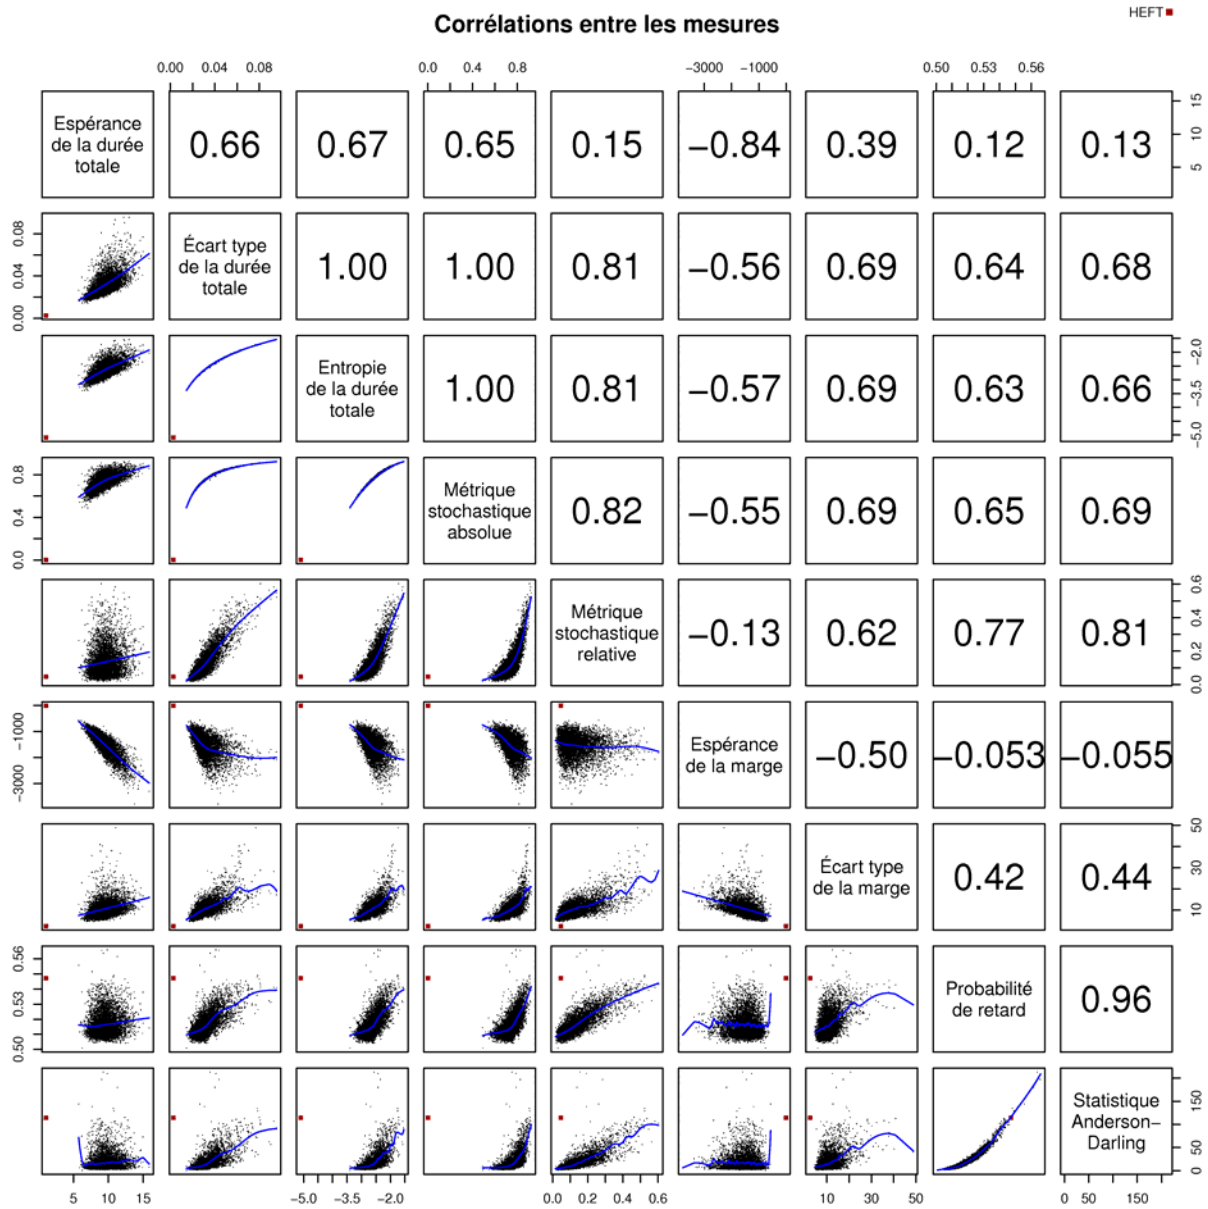 HEFT
Corrélations entre les mesures
0.00 0.04 0.08 0.0 0.4 0.8 −3000 −1000 0.50 0.53 0.56
Espérance
de la durée
totale
0.66 0.67 0.65 0.15 −0.84 0.39 0.12 0.13
5 10 15
0.00 0.04 0.08
Écart type
de la durée
totale
1.00 1.00 0.81 −0.56 0.69 0.64 0.68
Entropie
de la durée
totale
1.00 0.81 −0.57 0.69 0.63 0.66
−5.0 −3.5 −2.0
0.0 0.4 0.8
Métrique
stochastique
absolue
0.82 −0.55 0.69 0.65 0.69
Métrique
stochastique
relative
−0.13 0.62 0.77 0.81
0.0 0.2 0.4 0.6
−3000 −1000
Espérance
de la marge
−0.50 −0.053 −0.055
Écart type
de la marge
0.42 0.44
10 30 50
0.50 0.53 0.56
Probabilité
de retard
0.96
Statistique
Anderson−
Darling
0 50 150
5 10 15 −5.0 −3.5 −2.0 0.0 0.2 0.4 0.6 10 30 50 0 50 150